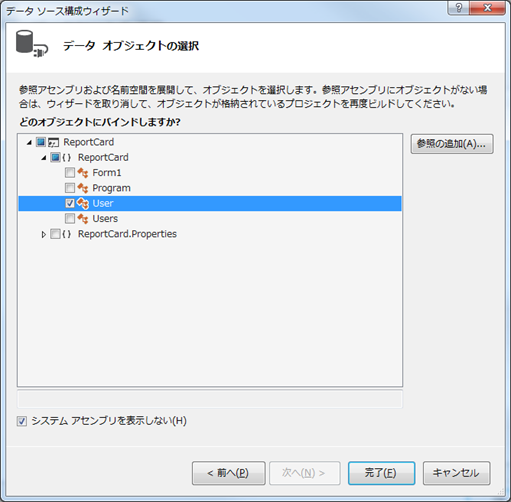 データ ソース構成ウィザード
データ オブジェクトの選択
参照アセンブリおよび名前空間を展開して、オブジェクトを選択します。参照アセンブリにオブジェクトがない場
合は、ウィザードを取り消して、オブジェクトが格納されているプロジェクトを再度ビルドしてください。
どのオブジェクトにバインドしますか?
参照の追加(A)...
ReportCard
{ } ReportCard
Form1
Program
User
Users
{ } ReportCard.Properties
システム アセンブリを表示しない(H)
< 前へ(P)
次へ(N) >
完了(F)
キャンセル